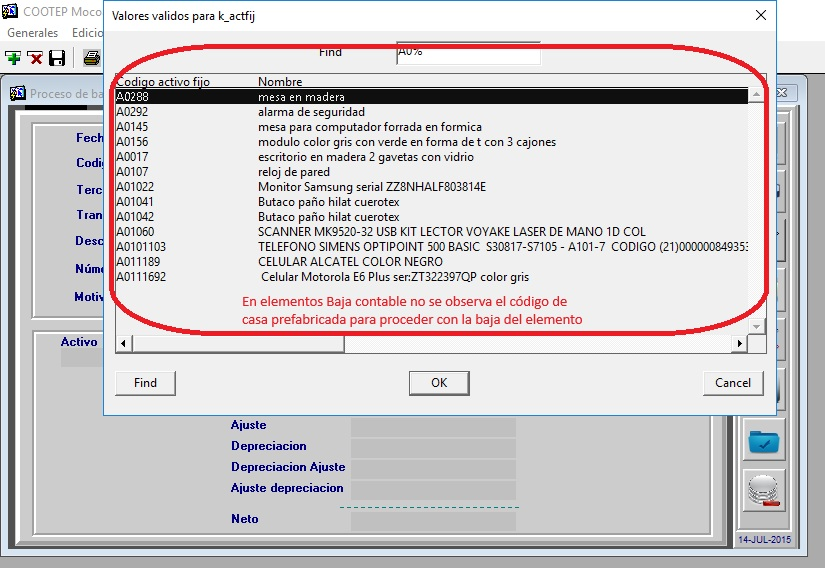 COOTEP Moco
Valores validos para k_actfij
Generales Edicio
Find A0%
Proceso de ba
Codigo activo fijo Nombre
A0288 mesa en madera
A0292 alarma de seguridad
A0145 mesa para computador forrada en formica
A0156 modulo color gris con verde en forma de t con 3 cajones
A0017 escritorio en madera 2 gavetas con vidrio
A0107 reloj de pared
A01022 Monitor Samsung serial ZZ8NHALF803814E
A01041 Butaco paño hilat cuerotex
A01042 Butaco paño hilat cuerotex
A01060 SCANNER MK9520-32 USB KIT LECTOR VOYAKE LASER DE MANO 1D COL
A0101103 TELEFONO SIMENS OPTIPOINT 500 BASIC S30817-S7105 - A101-7 CODIGO (21)000000849353
A011189 CELULAR ALCATEL COLOR NEGRO
A0111692 Celular Motorola E6 Plus ser:ZT322397QP color gris
Fech
Codig
Terc
Tran
Desc
Núme
Motiv
En elementos Baja contable no se observa el código de
casa prefabricada para proceder con la baja del elemento
Activo
Find OK Cancel
Ajuste
Depreciacion
Depreciacion Ajuste
Ajuste depreciacion
Neto
14-JUL-2015